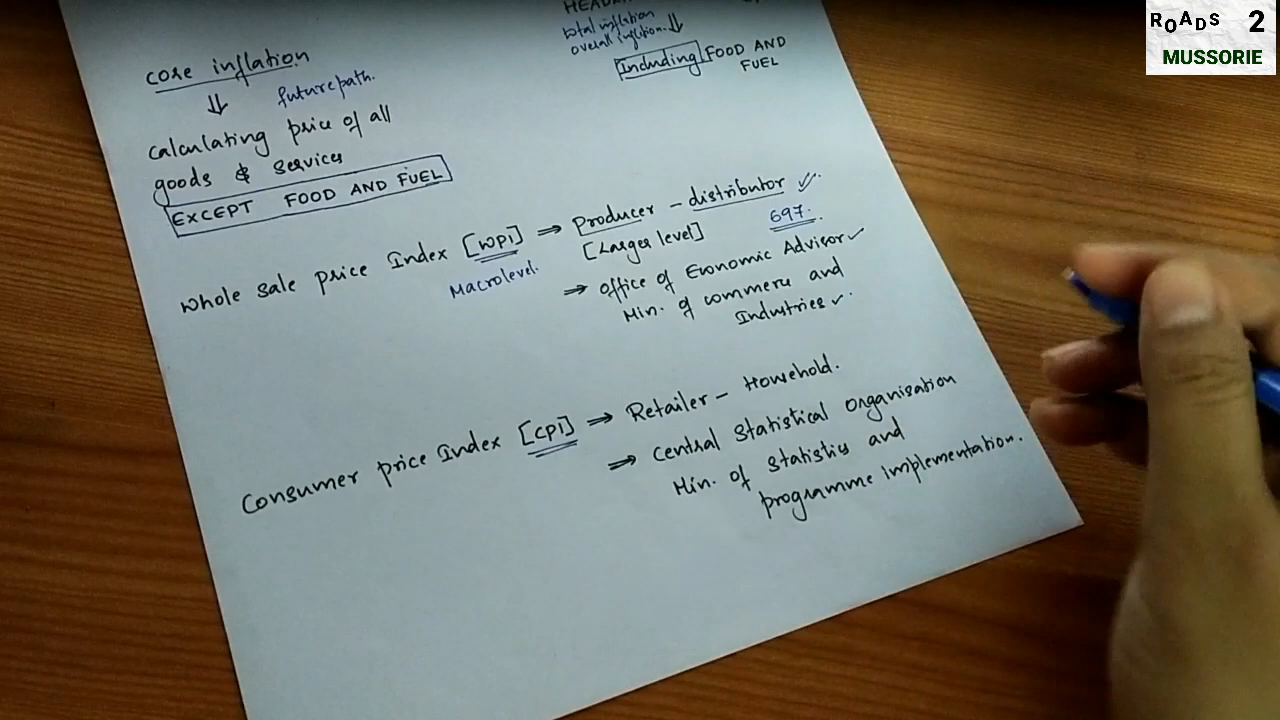 ROADS 2
MUSSORIE
total inflation
overall inflation.
Including FOOD AND
FUEL
core inflation
future path.
calculating price of all
goods & services
EXCEPT FOOD AND FUEL
whole sale price Index [WPI] ⇒ Producer - distributor ✓
Macrolevel.
[Larger level]
697.
⇒ Office of Economic Advisor ✓
Min. of commerce and
Industries ✓
Consumer price Index [CPI] ⇒ Retailer - Household.
⇒ Central Statistical Organisation
Min. of statistics and
programme implementation.